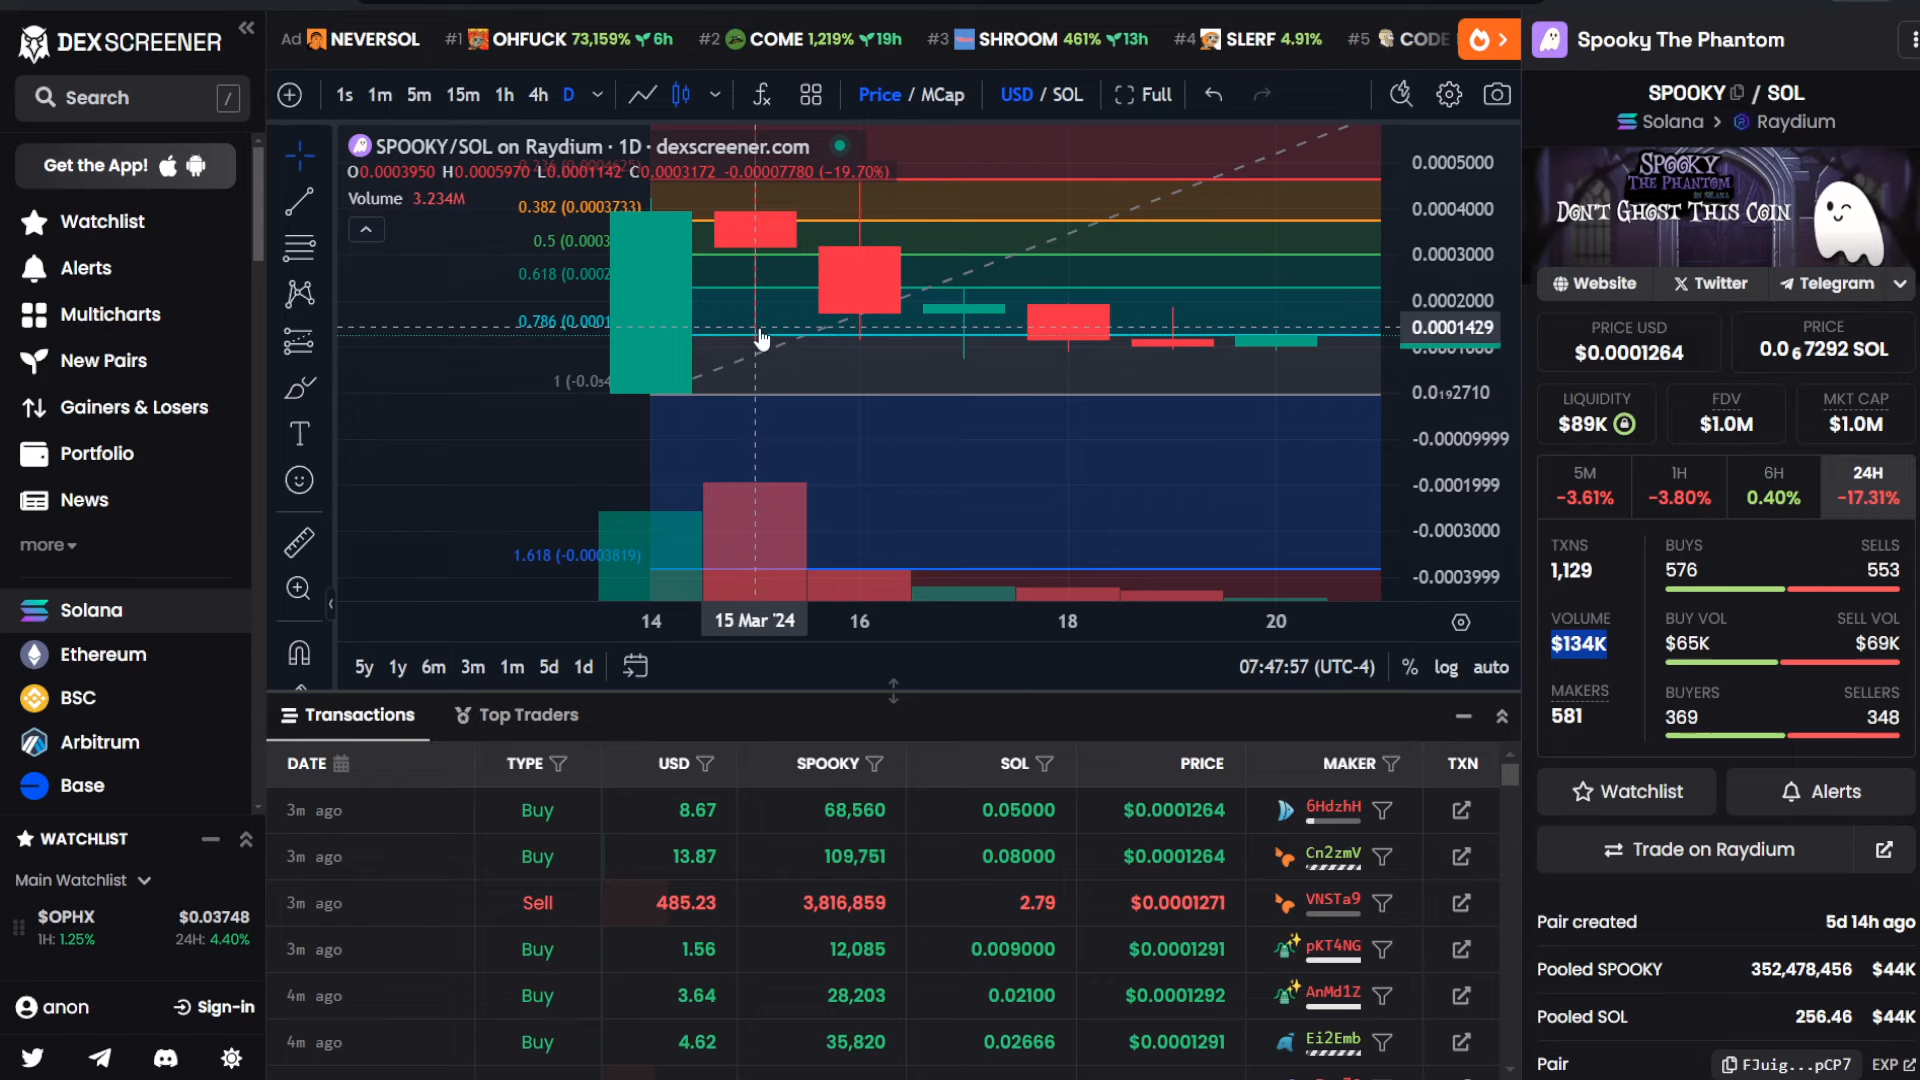 DEX SCREENER
Search /
Get the App!
Watchlist
Alerts
Multicharts
New Pairs
Gainers & Losers
Portfolio
News
more
Solana
Ethereum
BSC
Arbitrum
Base
WATCHLIST
Main Watchlist
$OPHX $0.03748
1H: 1.25% 24H: 4.40%
anon Sign-in
Ad NEVERSOL #1 OHFUCK 73,159% 6h #2 COME 1,219% 19h #3 SHROOM 461% 13h #4 SLERF 4.91% #5 CODE
1s 1m 5m 15m 1h 4h D Price / MCap USD / SOL Full
SPOOKY/SOL on Raydium · 1D · dexscreener.com
O0.0003950 H0.0005970 L0.0001142 C0.0003172 -0.00007780 (-19.70%)
Volume 3.234M
0.382 (0.0003733)
0.5 (0.0003
0.618 (0.0002
0.786 (0.0001
1 (-0.0₅4
1.618 (-0.0003819)
0.0005000
0.0004000
0.0003000
0.0002000
0.0001429
0.0₁₉2710
-0.00009999
-0.0001999
-0.0003000
-0.0003999
14 15 Mar '24 16 18 20
5y 1y 6m 3m 1m 5d 1d 07:47:57 (UTC-4) % log auto
Transactions Top Traders
DATE TYPE USD SPOOKY SOL PRICE MAKER TXN
3m ago Buy 8.67 68,560 0.05000 $0.0001264 6HdzhH
3m ago Buy 13.87 109,751 0.08000 $0.0001264 Cn2zmV
3m ago Sell 485.23 3,816,859 2.79 $0.0001271 VNSTa9
3m ago Buy 1.56 12,085 0.009000 $0.0001291 pKT4NG
4m ago Buy 3.64 28,203 0.02100 $0.0001292 AnMd1Z
4m ago Buy 4.62 35,820 0.02666 $0.0001291 Ei2Emb
Spooky The Phantom
SPOOKY / SOL
Solana > Raydium
SPOOKY
THE PHANTOM
ON SOLANA
DON'T GHOST THIS COIN
Website Twitter Telegram
PRICE USD PRICE
$0.0001264 0.0₆7292 SOL
LIQUIDITY FDV MKT CAP
$89K $1.0M $1.0M
5M 1H 6H 24H
-3.61% -3.80% 0.40% -17.31%
TXNS BUYS SELLS
1,129 576 553
VOLUME BUY VOL SELL VOL
$134K $65K $69K
MAKERS BUYERS SELLERS
581 369 348
Watchlist Alerts
Trade on Raydium
Pair created 5d 14h ago
Pooled SPOOKY 352,478,456 $44K
Pooled SOL 256.46 $44K
Pair FJuig...pCP7 EXP